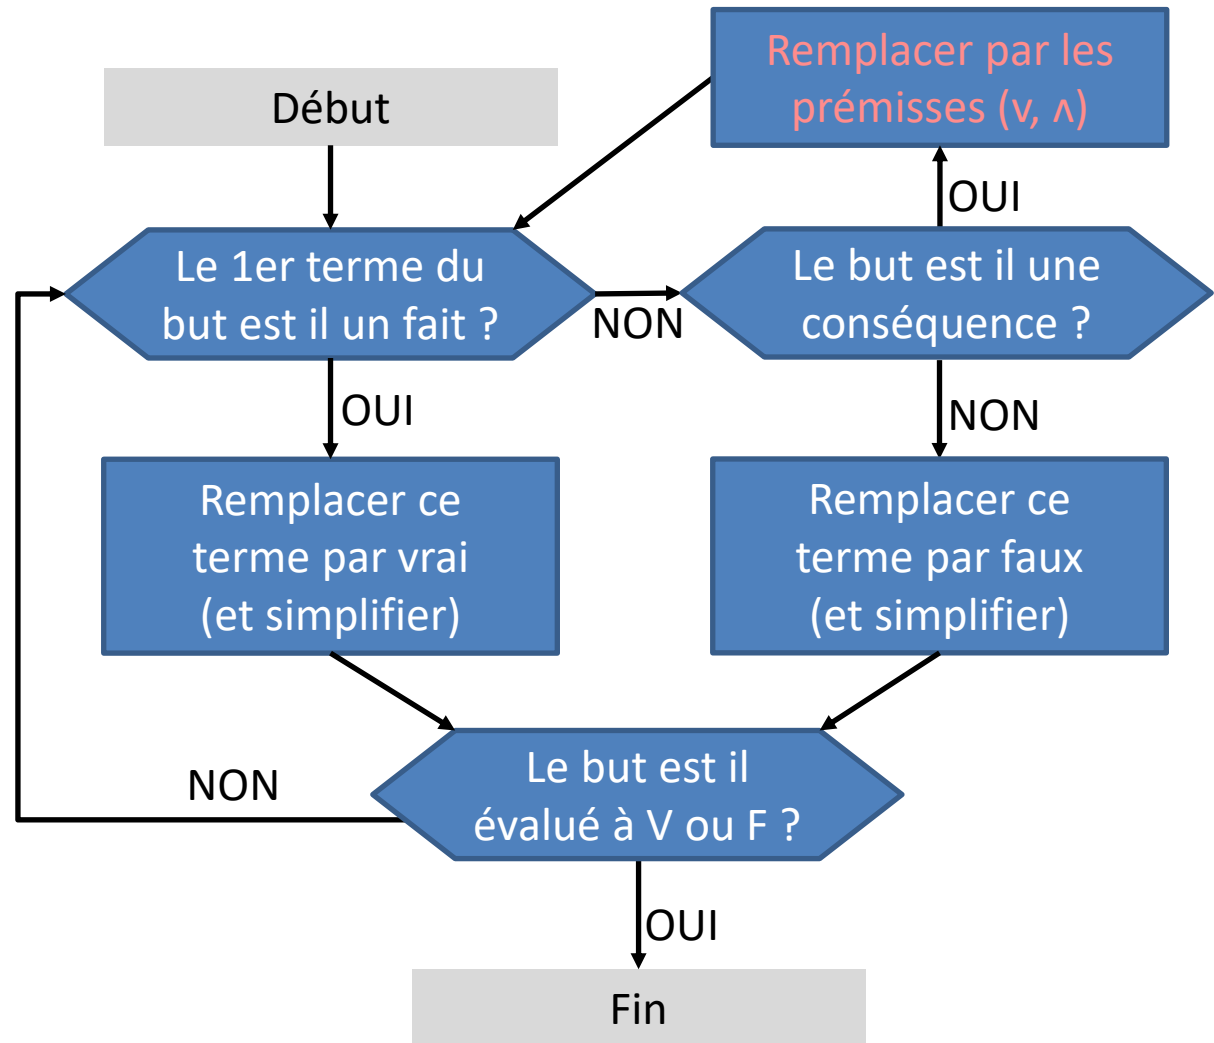 Remplacer par les
prémisses (v, ʌ)
Début
OUI
Le 1er terme du
but est il un fait ?
NON
Le but est il une
conséquence ?
OUI
NON
Remplacer ce
terme par vrai
(et simplifier)
Remplacer ce
terme par faux
(et simplifier)
NON
Le but est il
évalué à V ou F ?
OUI
Fin